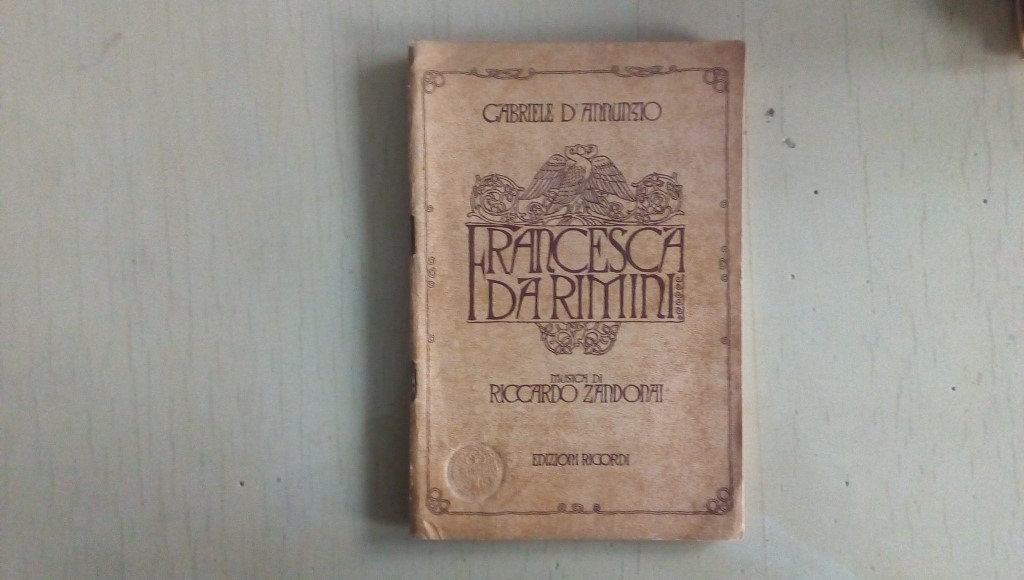 GABRIELE D'ANNUNZIO
FRANCESCA
DA RIMINI
MUSICA DI
RICCARDO ZANDONAI
EDIZIONI RICORDI